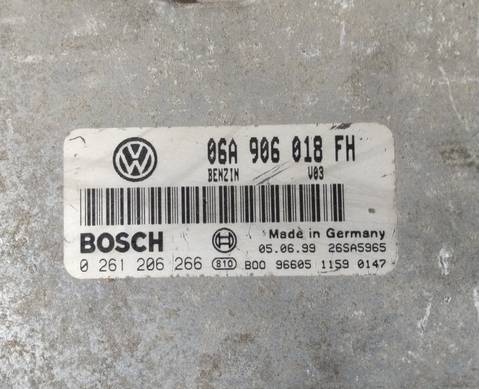 06A 906 018 FH
BENZIN V03
BOSCH
Made in Germany
05.06.99 26SA5965
0 261 206 266 810 B00 96605 1159 0147